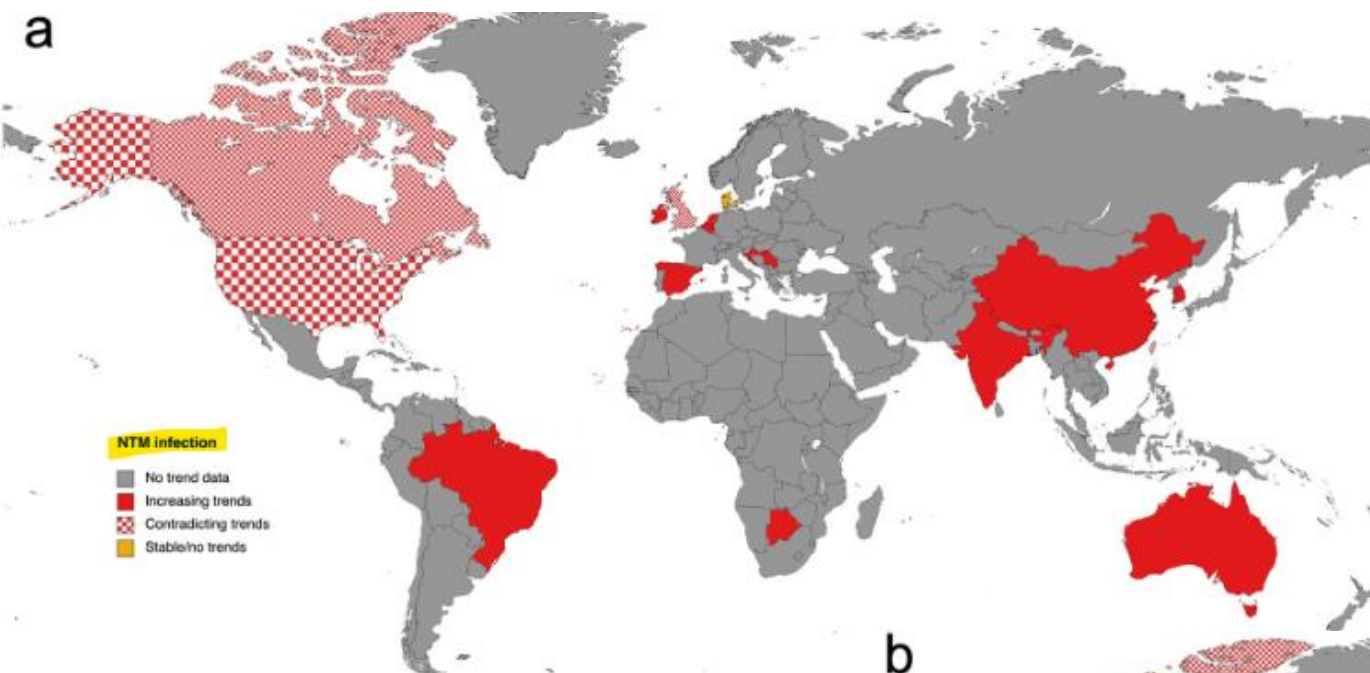 a
NTM infection
No trend data
Increasing trends
Contradicting trends
Stable/no trends
b